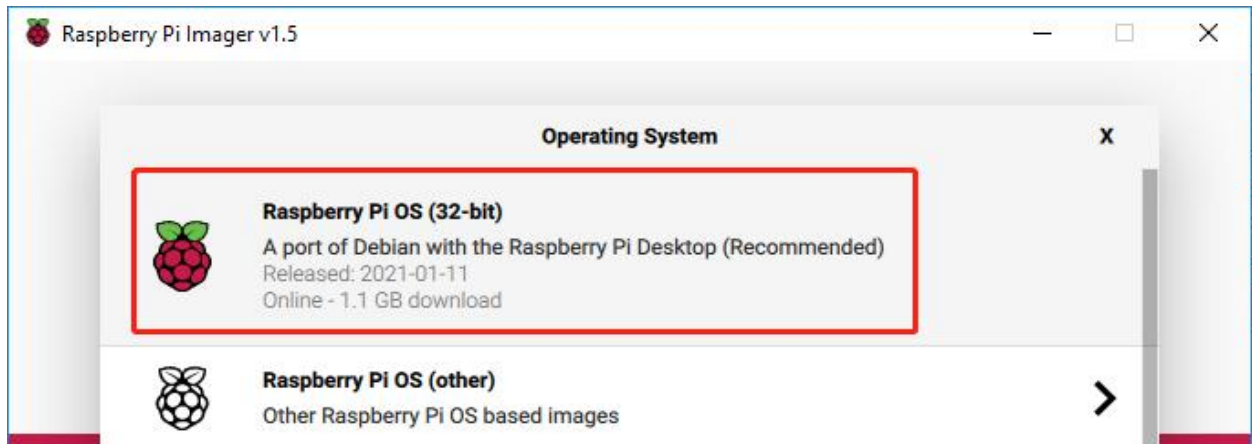 Raspberry Pi Imager v1.5
Operating System X
Raspberry Pi OS (32-bit)
A port of Debian with the Raspberry Pi Desktop (Recommended)
Released: 2021-01-11
Online - 1.1 GB download
Raspberry Pi OS (other)
Other Raspberry Pi OS based images